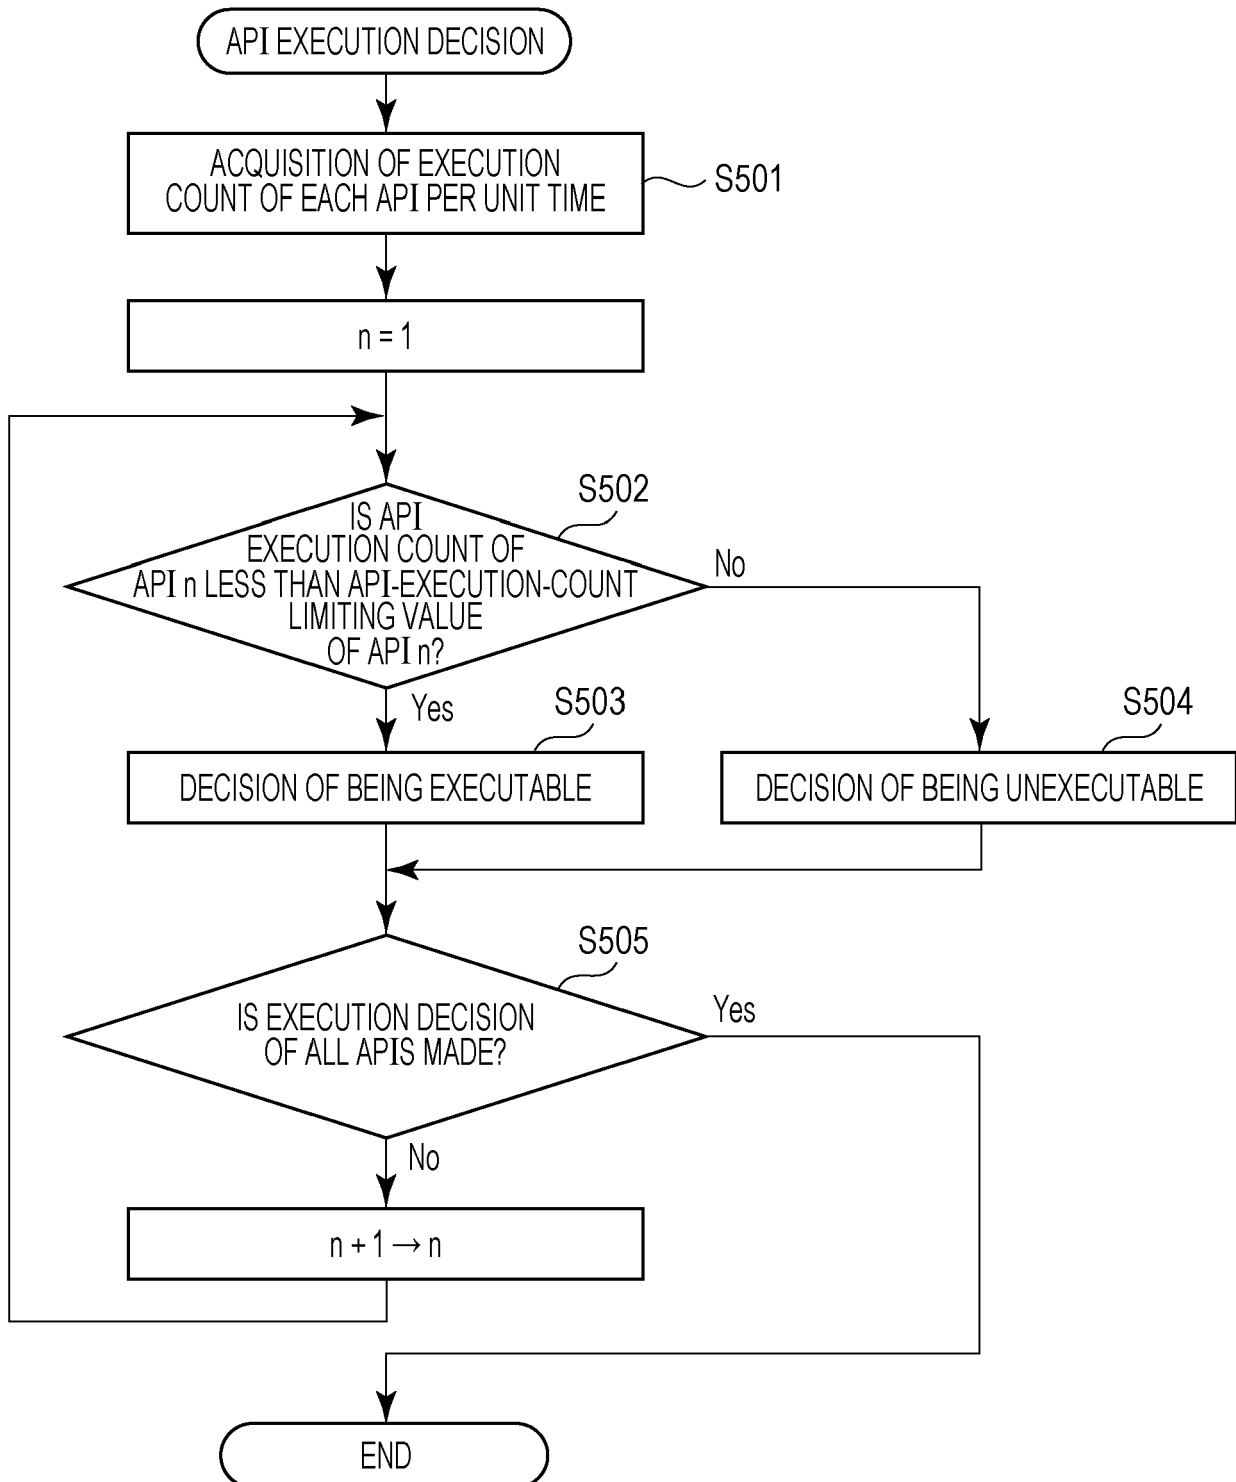 API EXECUTION DECISION
ACQUISITION OF EXECUTION
COUNT OF EACH API PER UNIT TIME
S501
n = 1
S502
IS API
EXECUTION COUNT OF
API n LESS THAN API-EXECUTION-COUNT
LIMITING VALUE
OF API n?
No
Yes
S503
S504
DECISION OF BEING EXECUTABLE
DECISION OF BEING UNEXECUTABLE
S505
IS EXECUTION DECISION
OF ALL APIS MADE?
Yes
No
n + 1 → n
END